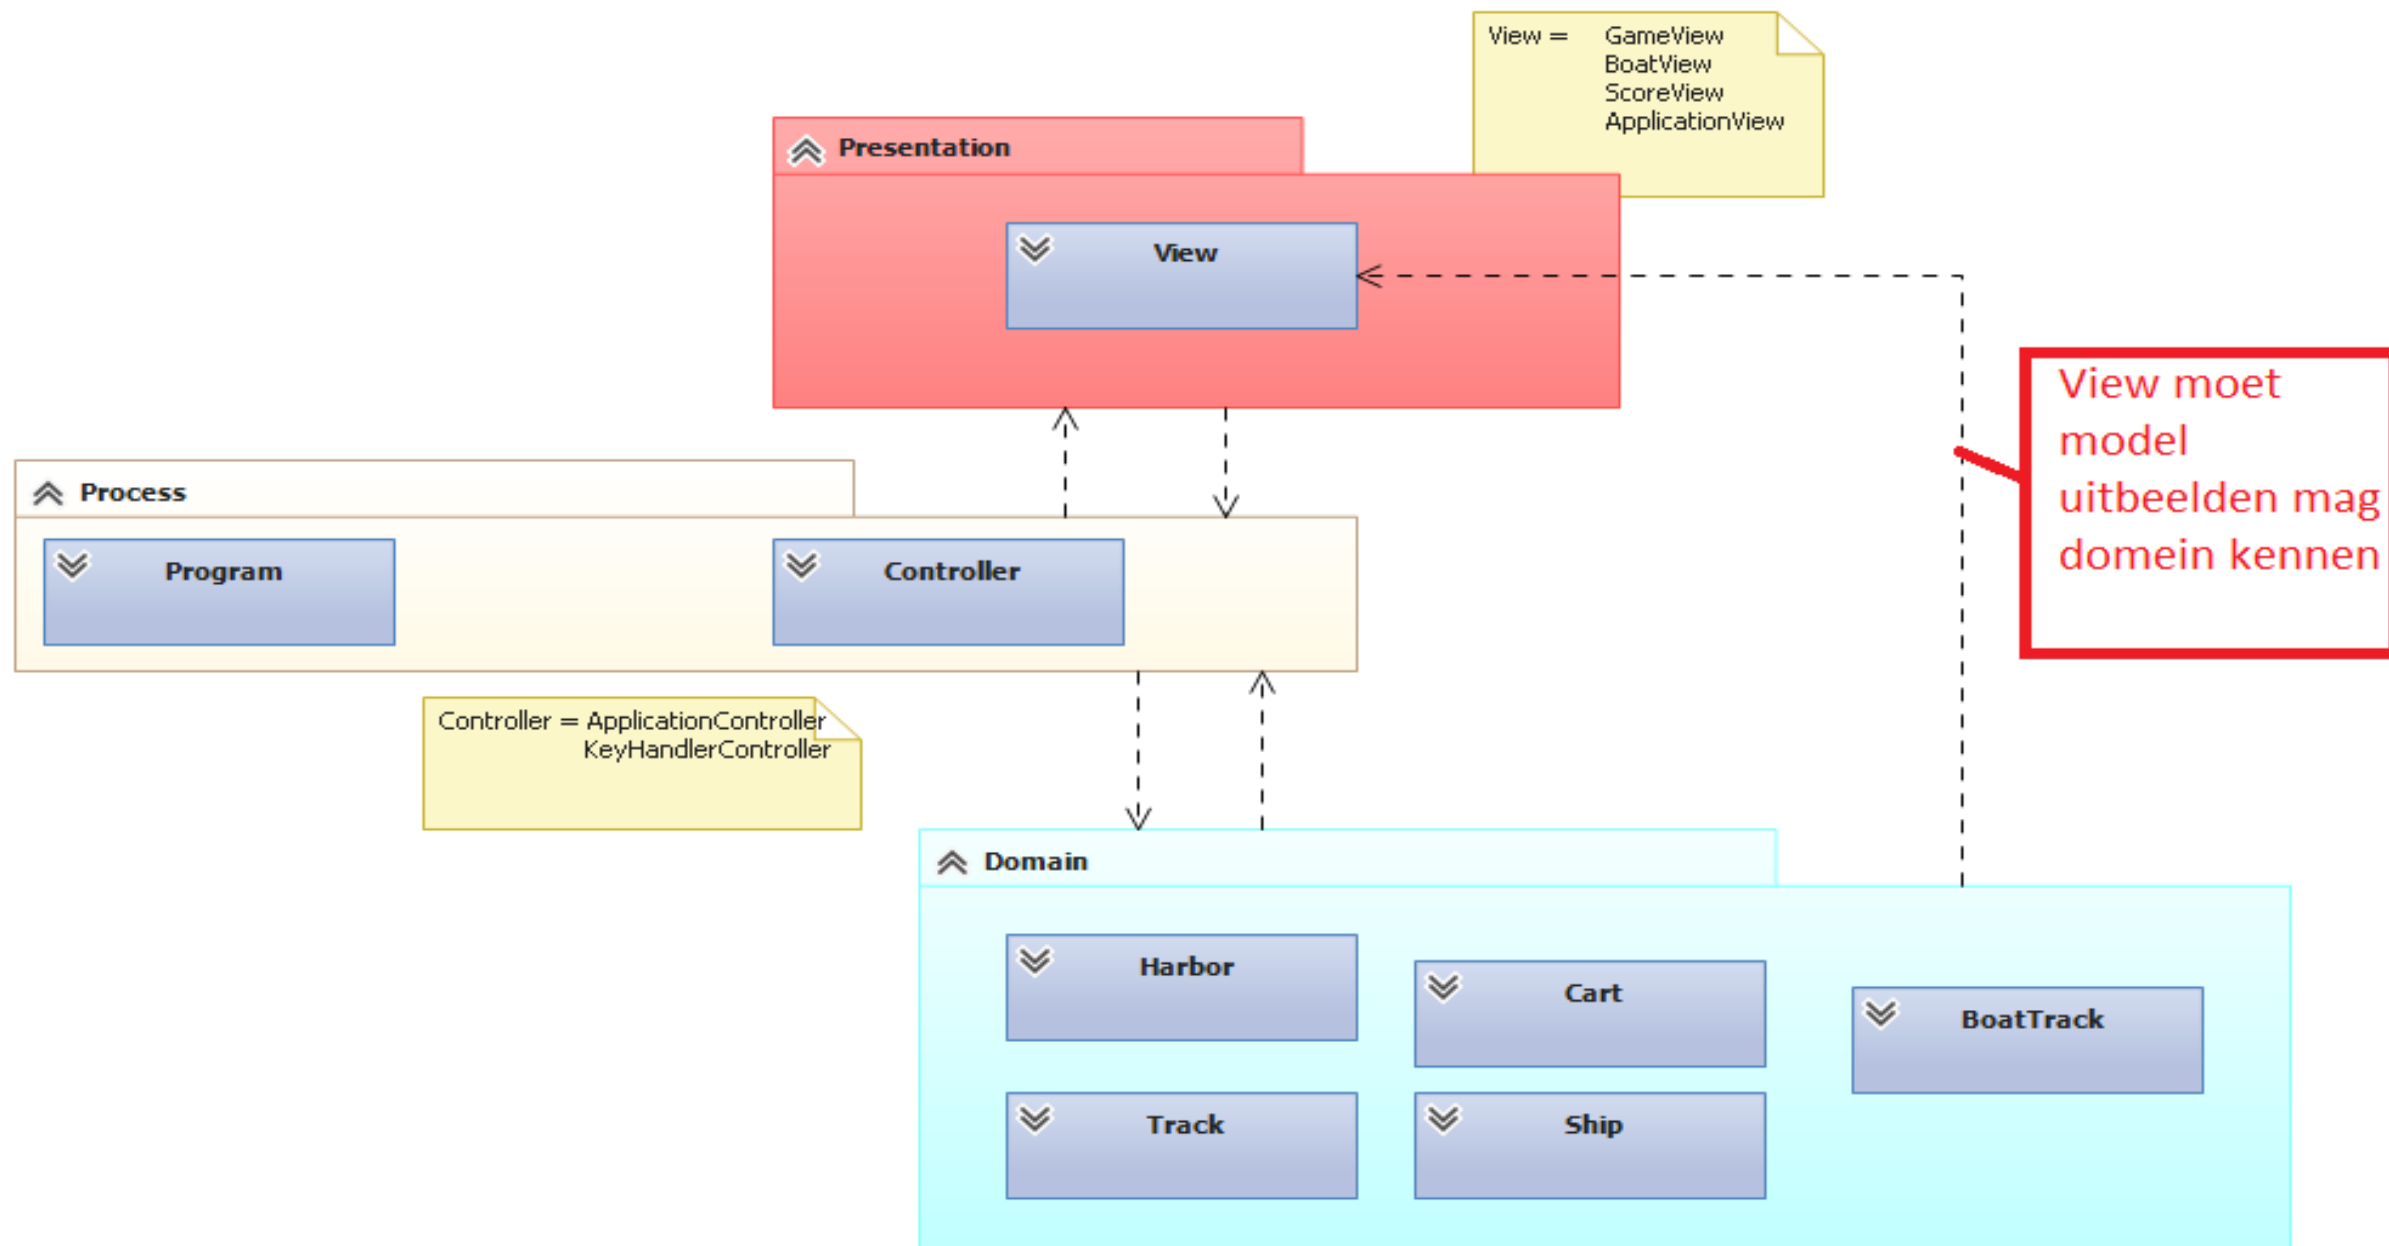 View = GameView
BoatView
ScoreView
ApplicationView
Presentation
View
View moet
model
uitbeelden mag
domein kennen
Process
Program
Controller
Controller = ApplicationController
KeyHandlerController
Domain
Harbor
Cart
BoatTrack
Track
Ship